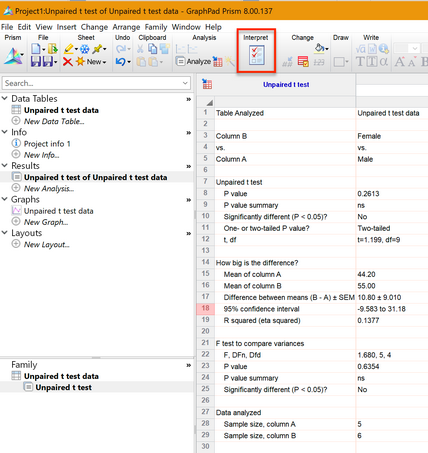 Project1:Unpaired t test of Unpaired t test data - GraphPad Prism 8.00.137
File Edit View Insert Change Arrange Family Window Help
Prism File Sheet Undo Clipboard Analysis Interpret Change Draw Write
New Analyze
Search...
Data Tables
Unpaired t test data
New Data Table...
Info
Project info 1
New Info...
Results
Unpaired t test of Unpaired t test data
New Analysis...
Graphs
Unpaired t test data
New Graph...
Layouts
New Layout...
Family
Unpaired t test data
Unpaired t test
Unpaired t test
1 Table Analyzed Unpaired t test data
2
3 Column B Female
4 vs. vs.
5 Column A Male
6
7 Unpaired t test
8 P value 0.2613
9 P value summary ns
10 Significantly different (P < 0.05)? No
11 One- or two-tailed P value? Two-tailed
12 t, df t=1.199, df=9
13
14 How big is the difference?
15 Mean of column A 44.20
16 Mean of column B 55.00
17 Difference between means (B - A) ± SEM 10.80 ± 9.010
18 95% confidence interval -9.583 to 31.18
19 R squared (eta squared) 0.1377
20
21 F test to compare variances
22 F, DFn, Dfd 1.680, 5, 4
23 P value 0.6354
24 P value summary ns
25 Significantly different (P < 0.05)? No
26
27 Data analyzed
28 Sample size, column A 5
29 Sample size, column B 6
30